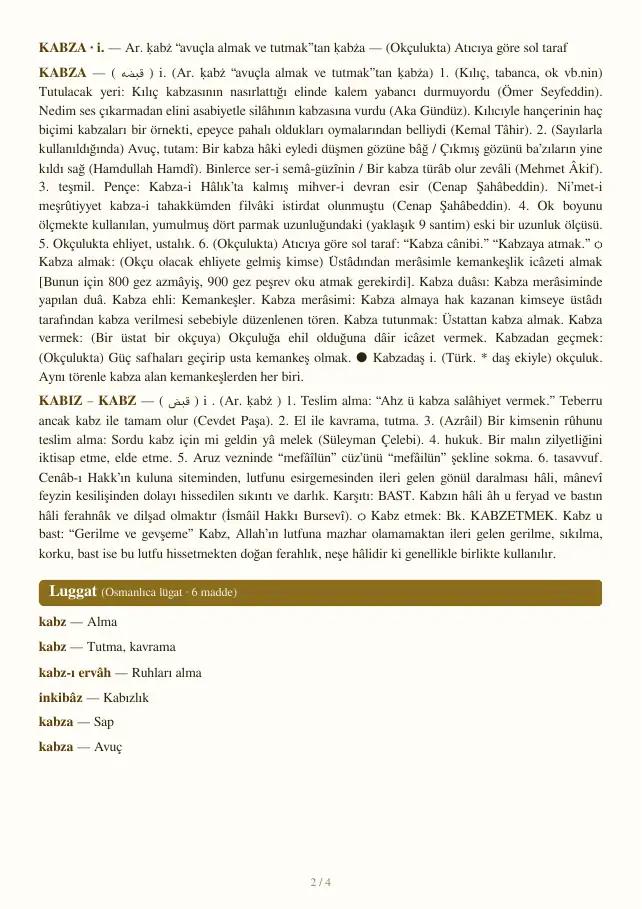 KABZA · i. — Ar. ḳabż “avuçla almak ve tutmak”tan ḳabża — (Okçulukta) Atıcıya göre sol taraf
KABZA — ( قبضه ) i. (Ar. ḳabż “avuçla almak ve tutmak”tan ḳabża) 1. (Kılıç, tabanca, ok vb.nin)
Tutulacak yeri: Kılıç kabzasının nasırlattığı elinde kalem yabancı durmuyordu (Ömer Seyfeddin).
Nedim ses çıkarmadan elini asabiyetle silâhının kabzasına vurdu (Aka Gündüz). Kılıcıyle hançerinin haç
biçimi kabzaları bir örnekti, epeyce pahalı oldukları oymalarından belliydi (Kemal Tâhir). 2. (Sayılarla
kullanıldığında) Avuç, tutam: Bir kabza hâki eyledi düşmen gözüne bâğ / Çıkmış gözünü ba’zıların yine
kıldı sağ (Hamdullah Hamdî). Binlerce ser-i semâ-güzînin / Bir kabza türâb olur zevâli (Mehmet Âkif).
3. teşmil. Pençe: Kabza-i Hâlık’ta kalmış mihver-i devran esir (Cenap Şahâbeddin). Ni’met-i
meşrûtiyyet kabza-i tahakkümden filvâki istirdat olunmuştu (Cenap Şahâbeddin). 4. Ok boyunu
ölçmekte kullanılan, yumulmuş dört parmak uzunluğundaki (yaklaşık 9 santim) eski bir uzunluk ölçüsü.
5. Okçulukta ehliyet, ustalık. 6. (Okçulukta) Atıcıya göre sol taraf: “Kabza cânibi.” “Kabzaya atmak.” ѻ
Kabza almak: (Okçu olacak ehliyete gelmiş kimse) Üstâdından merâsimle kemankeşlik icâzeti almak
[Bunun için 800 gez azmâyiş, 900 gez peşrev oku atmak gerekirdi]. Kabza duâsı: Kabza merâsiminde
yapılan duâ. Kabza ehli: Kemankeşler. Kabza merâsimi: Kabza almaya hak kazanan kimseye üstâdı
tarafından kabza verilmesi sebebiyle düzenlenen tören. Kabza tutunmak: Üstattan kabza almak. Kabza
vermek: (Bir üstat bir okçuya) Okçuluğa ehil olduğuna dâir icâzet vermek. Kabzadan geçmek:
(Okçulukta) Güç safhaları geçirip usta kemankeş olmak. ● Kabzadaş i. (Türk. * daş ekiyle) okçuluk.
Aynı törenle kabza alan kemankeşlerden her biri.
KABIZ – KABZ — ( قبض ) i . (Ar. ḳabż ) 1. Teslim alma: “Ahz ü kabza salâhiyet vermek.” Teberru
ancak kabz ile tamam olur (Cevdet Paşa). 2. El ile kavrama, tutma. 3. (Azrâil) Bir kimsenin rûhunu
teslim alma: Sordu kabz için mi geldin yâ melek (Süleyman Çelebi). 4. hukuk. Bir malın zilyetliğini
iktisap etme, elde etme. 5. Aruz vezninde “mefâîlün” cüz’ünü “mefâilün” şekline sokma. 6. tasavvuf.
Cenâb-ı Hakk’ın kuluna siteminden, lutfunu esirgemesinden ileri gelen gönül daralması hâli, mânevî
feyzin kesilişinden dolayı hissedilen sıkıntı ve darlık. Karşıtı: BAST. Kabzın hâli âh u feryad ve bastın
hâli ferahnâk ve dilşad olmaktır (İsmâil Hakkı Bursevî). ѻ Kabz etmek: Bk. KABZETMEK. Kabz u
bast: “Gerilme ve gevşeme” Kabz, Allah’ın lutfuna mazhar olamamaktan ileri gelen gerilme, sıkılma,
korku, bast ise bu lutfu hissetmekten doğan ferahlık, neşe hâlidir ki genellikle birlikte kullanılır.
Luggat (Osmanlıca lügat · 6 madde)
kabz — Alma
kabz — Tutma, kavrama
kabz-ı ervâh — Ruhları alma
inkibâz — Kabızlık
kabza — Sap
kabza — Avuç
2 / 4